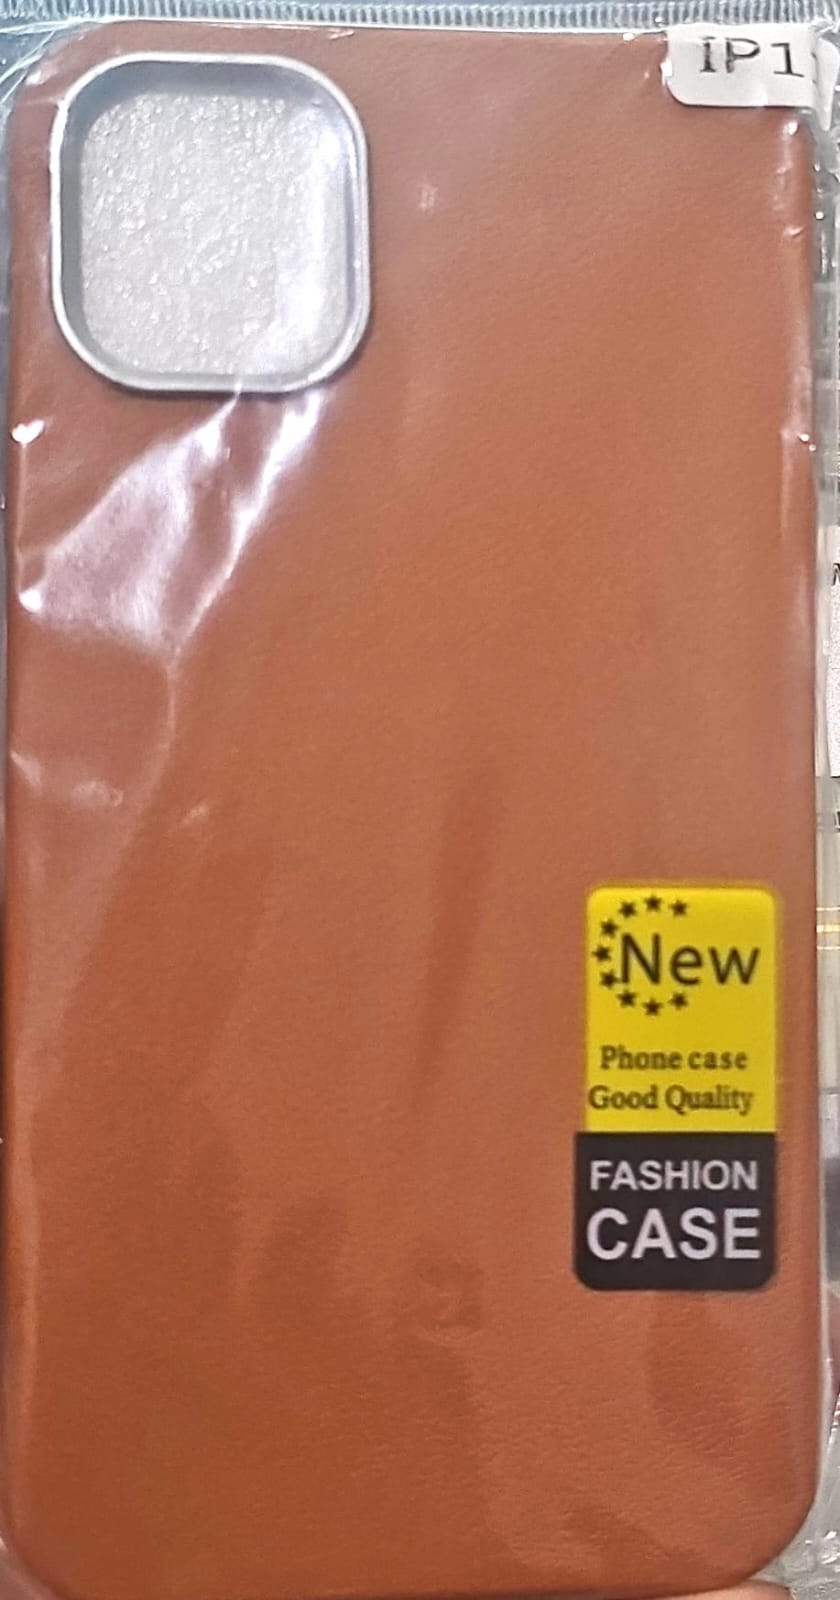 IP1
New
Phone case
Good Quality
FASHION
CASE